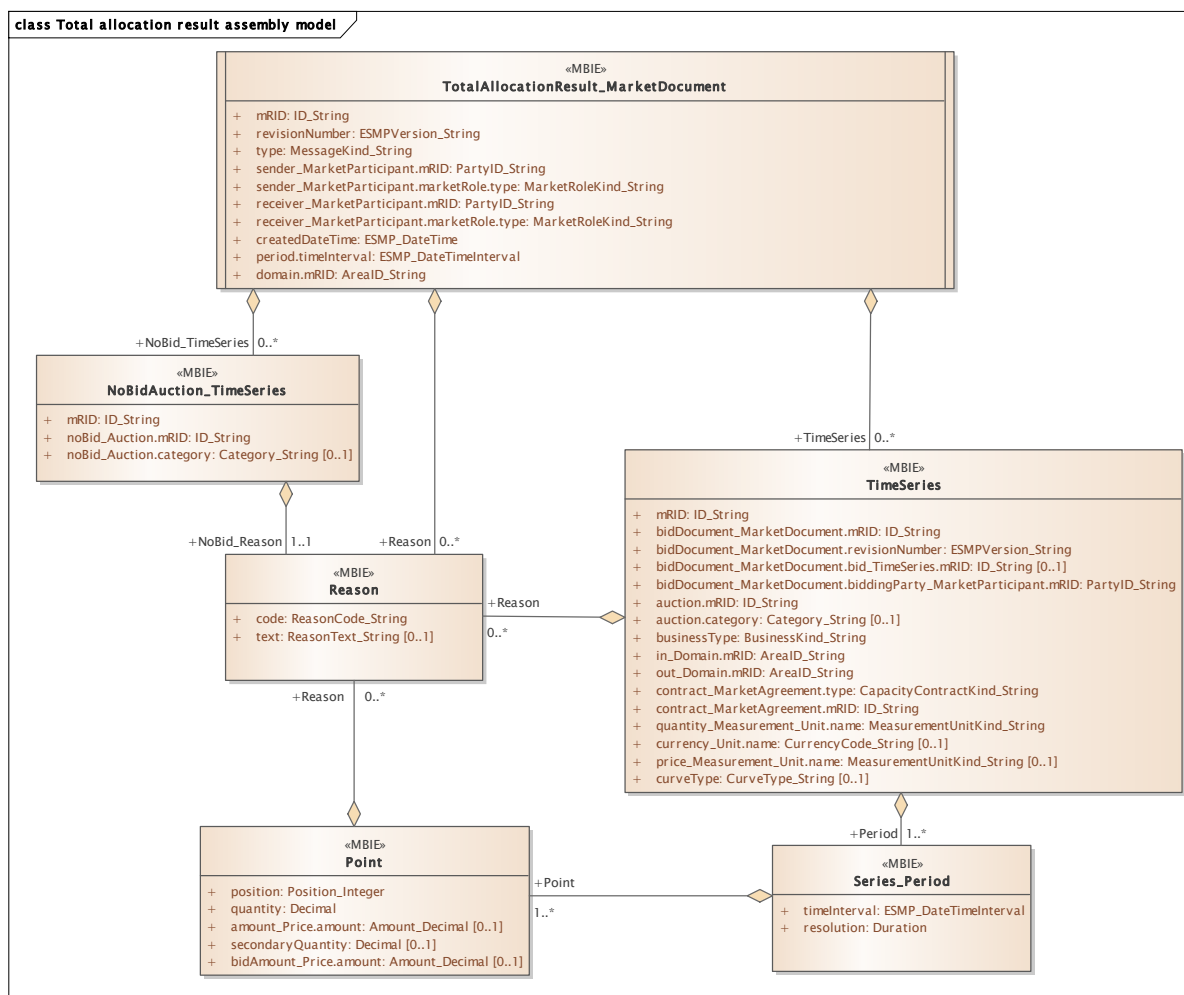 class Total allocation result assembly model
«MBIE»
TotalAllocationResult_MarketDocument
+ mRID: ID_String
+ revisionNumber: ESMPVersion_String
+ type: MessageKind_String
+ sender_MarketParticipant.mRID: PartyID_String
+ sender_MarketParticipant.marketRole.type: MarketRoleKind_String
+ receiver_MarketParticipant.mRID: PartyID_String
+ receiver_MarketParticipant.marketRole.type: MarketRoleKind_String
+ createdDateTime: ESMP_DateTime
+ period.timeInterval: ESMP_DateTimeInterval
+ domain.mRID: AreaID_String
+NoBid_TimeSeries 0..*
«MBIE»
NoBidAuction_TimeSeries
+ mRID: ID_String
+ noBid_Auction.mRID: ID_String
+ noBid_Auction.category: Category_String [0..1]
+TimeSeries 0..*
«MBIE»
TimeSeries
+ mRID: ID_String
+ bidDocument_MarketDocument.mRID: ID_String
+ bidDocument_MarketDocument.revisionNumber: ESMPVersion_String
+ bidDocument_MarketDocument.bid_TimeSeries.mRID: ID_String [0..1]
+ bidDocument_MarketDocument.biddingParty_MarketParticipant.mRID: PartyID_String
+ auction.mRID: ID_String
+ auction.category: Category_String [0..1]
+ businessType: BusinessKind_String
+ in_Domain.mRID: AreaID_String
+ out_Domain.mRID: AreaID_String
+ contract_MarketAgreement.type: CapacityContractKind_String
+ contract_MarketAgreement.mRID: ID_String
+ quantity_Measurement_Unit.name: MeasurementUnitKind_String
+ currency_Unit.name: CurrencyCode_String [0..1]
+ price_Measurement_Unit.name: MeasurementUnitKind_String [0..1]
+ curveType: CurveType_String [0..1]
+NoBid_Reason 1..1
+Reason 0..*
«MBIE»
Reason
+ code: ReasonCode_String
+ text: ReasonText_String [0..1]
+Reason
0..*
+Reason 0..*
«MBIE»
Point
+ position: Position_Integer
+ quantity: Decimal
+ amount_Price.amount: Amount_Decimal [0..1]
+ secondaryQuantity: Decimal [0..1]
+ bidAmount_Price.amount: Amount_Decimal [0..1]
+Point
1..*
+Period 1..*
«MBIE»
Series_Period
+ timeInterval: ESMP_DateTimeInterval
+ resolution: Duration